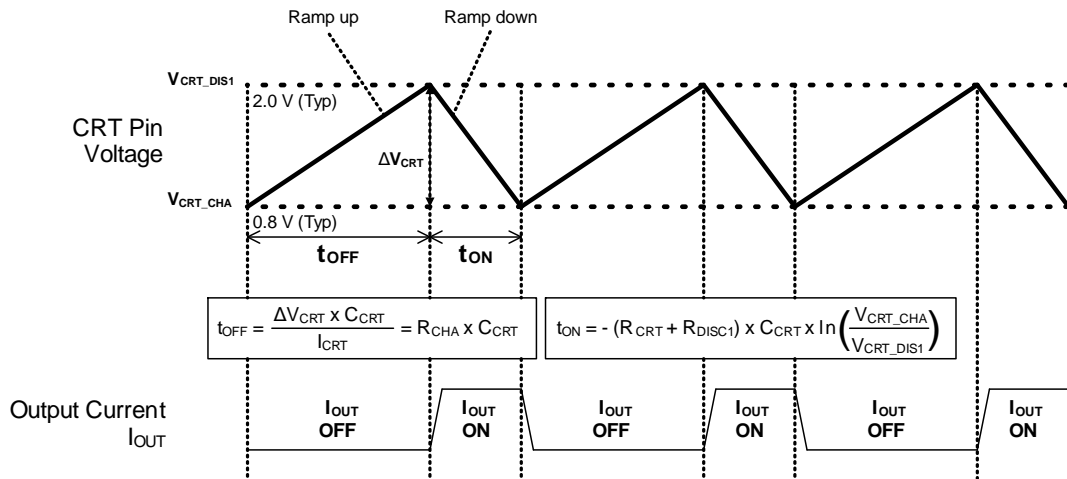 Ramp up
Ramp down
VCRT_DIS1
2.0 V (Typ)
CRT Pin
Voltage
ΔVCRT
VCRT_CHA
0.8 V (Typ)
tOFF
tON
tOFF = ΔVCRT x CCRT / ICRT = RCHA x CCRT
tON = - (RCRT + RDISC1) x CCRT x ln(VCRT_CHA / VCRT_DIS1)
Output Current
IOUT
IOUT
OFF
IOUT
ON
IOUT
OFF
IOUT
ON
IOUT
OFF
IOUT
ON